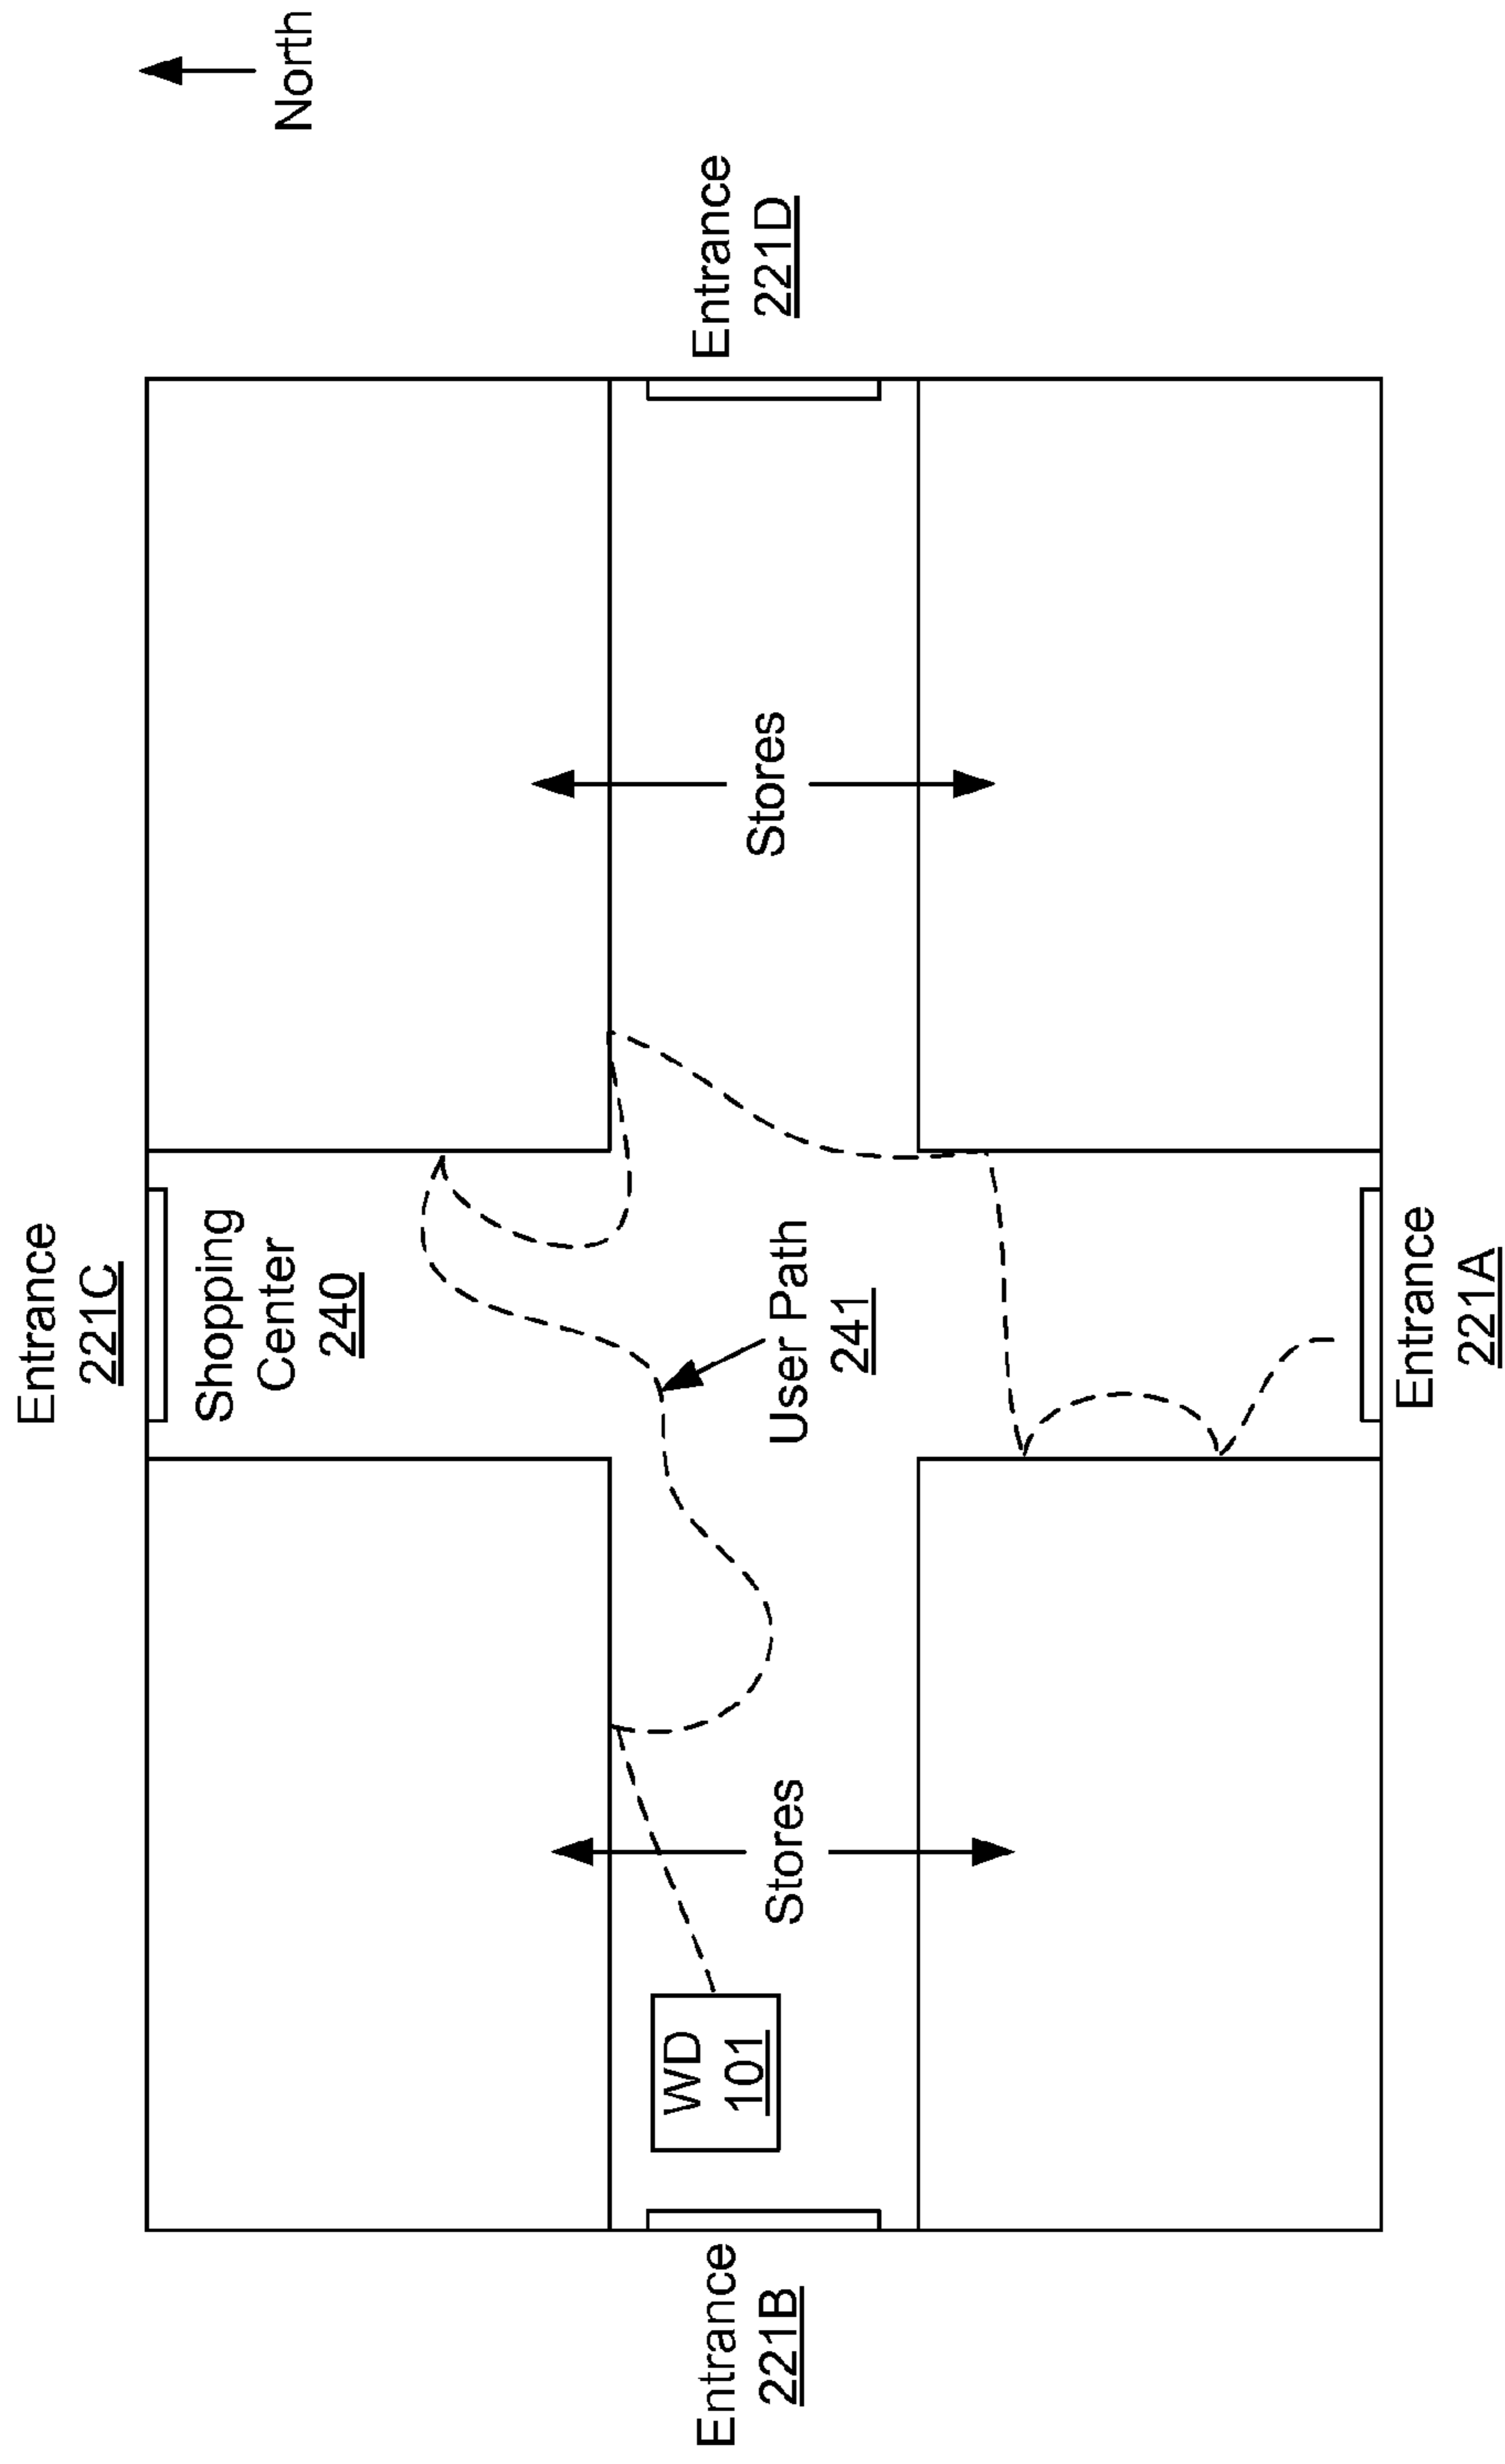 North
Entrance
221C
Shopping
Center
240
Entrance
221B
WD
101
Stores
User Path
241
Stores
Entrance
221D
Entrance
221A